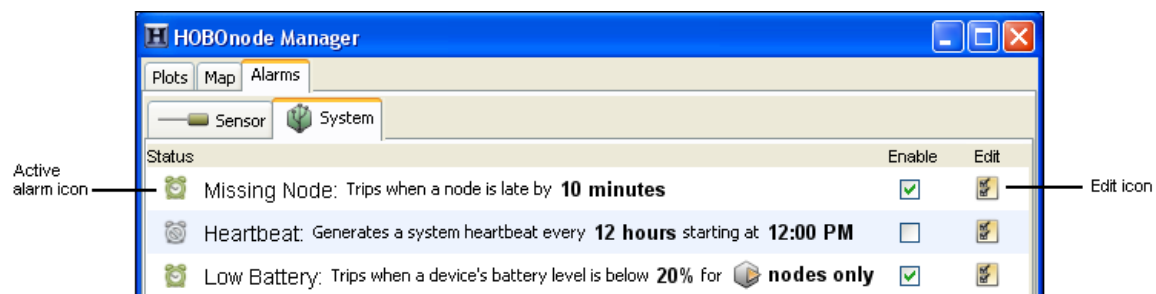 HOBOnode Manager
Plots Map Alarms
Sensor System
Status Enable Edit
Active
alarm icon
Missing Node: Trips when a node is late by 10 minutes
Edit icon
Heartbeat: Generates a system heartbeat every 12 hours starting at 12:00 PM
Low Battery: Trips when a device's battery level is below 20% for nodes only